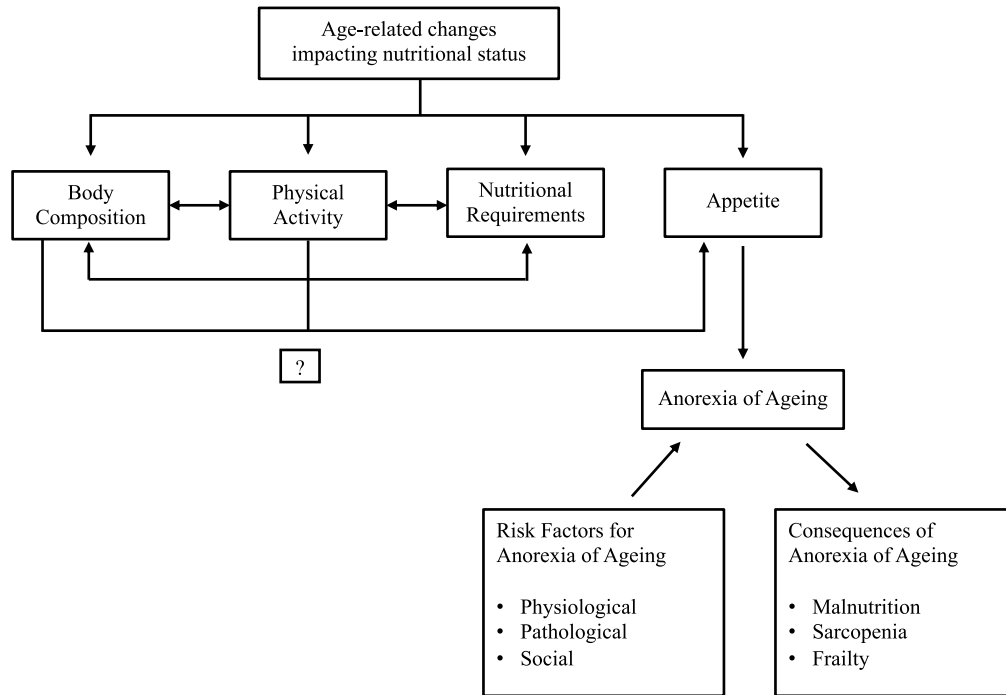 Age-related changes
impacting nutritional status
Body
Composition
Physical
Activity
Nutritional
Requirements
Appetite
?
Anorexia of Ageing
Risk Factors for
Anorexia of Ageing
• Physiological
• Pathological
• Social
Consequences of
Anorexia of Ageing
• Malnutrition
• Sarcopenia
• Frailty